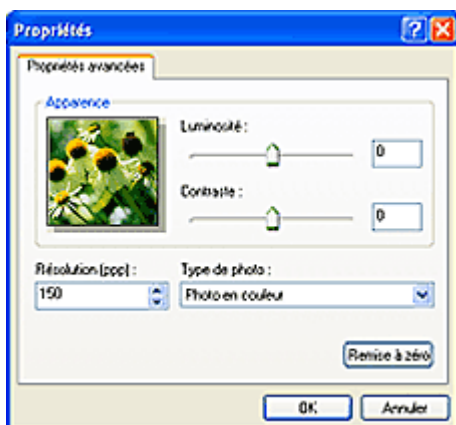 Propriétés
Propriétés avancées
Apparence
Luminosité :
0
Contraste :
0
Résolution (ppp) :
Type de photo :
150
Photo en couleur
Remise à zéro
OK
Annuler